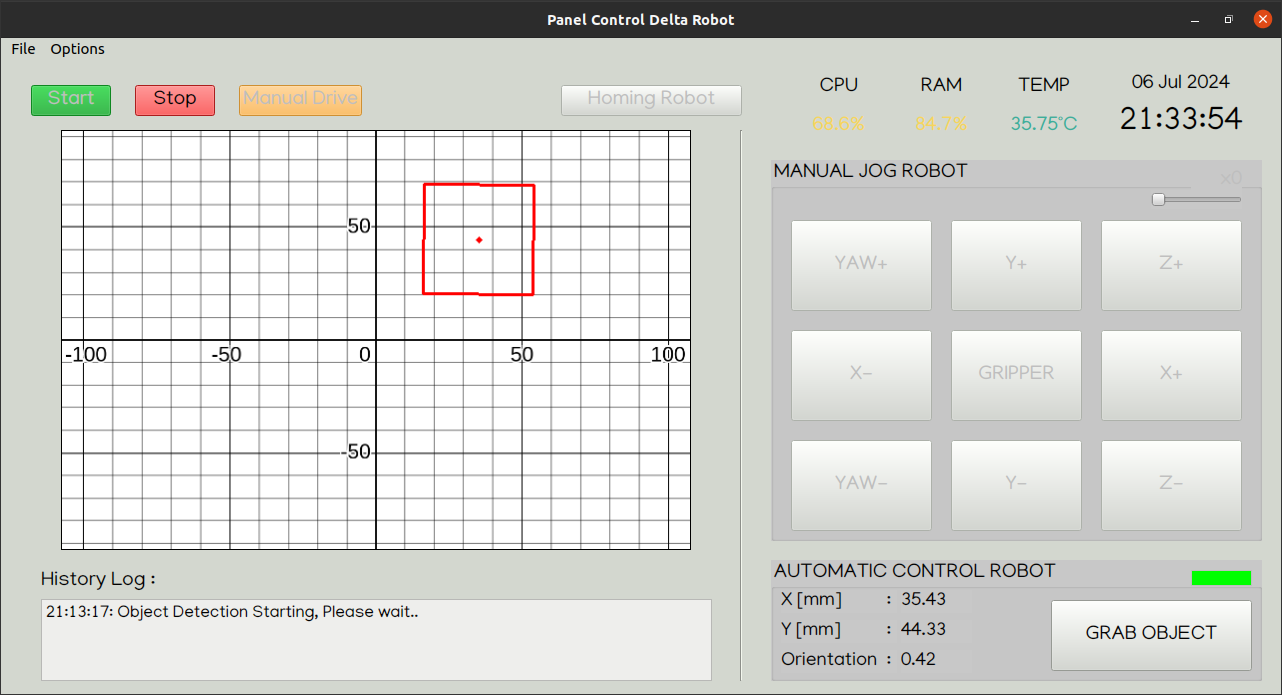 Panel Control Delta Robot
File Options
Start Stop Manual Drive Homing Robot
CPU RAM TEMP 06 Jul 2024
68.6% 84.7% 35.75°C 21:33:54
50
-100 -50 0 50 100
-50
MANUAL JOG ROBOT
x0
YAW+ Y+ Z+
X- GRIPPER X+
YAW- Y- Z-
History Log :
21:13:17: Object Detection Starting, Please wait..
AUTOMATIC CONTROL ROBOT
X [mm] : 35.43
Y [mm] : 44.33
Orientation : 0.42
GRAB OBJECT